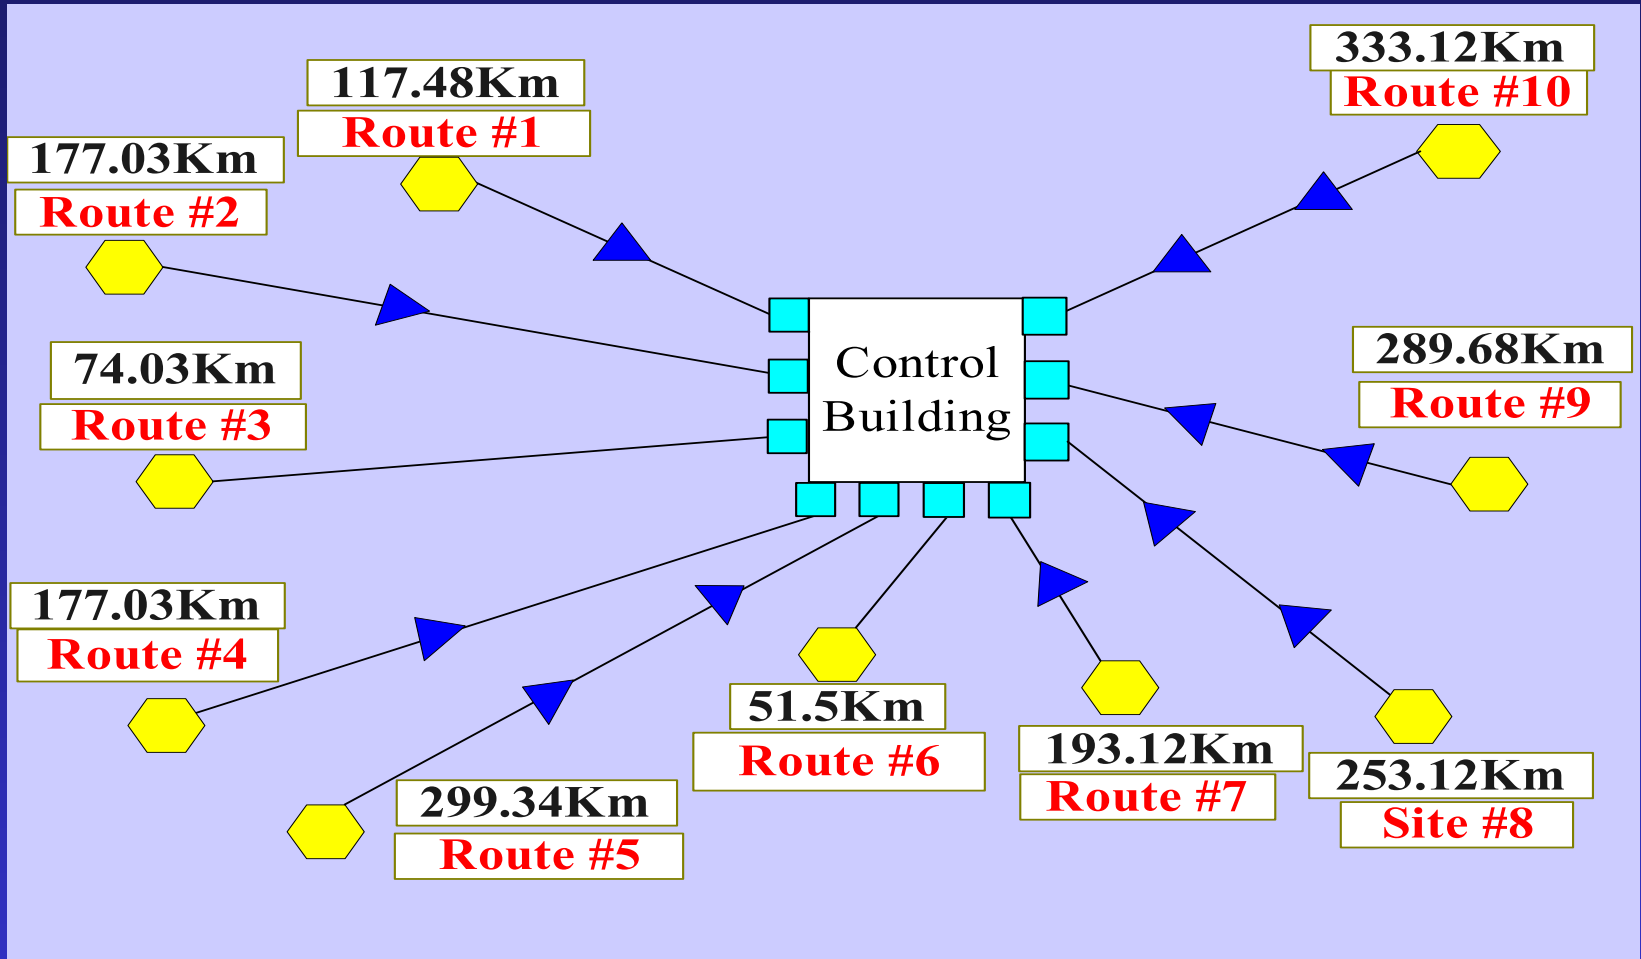 333.12Km
Route #10
117.48Km
Route #1
177.03Km
Route #2
74.03Km
Route #3
Control
Building
289.68Km
Route #9
177.03Km
Route #4
299.34Km
Route #5
51.5Km
Route #6
193.12Km
Route #7
253.12Km
Site #8